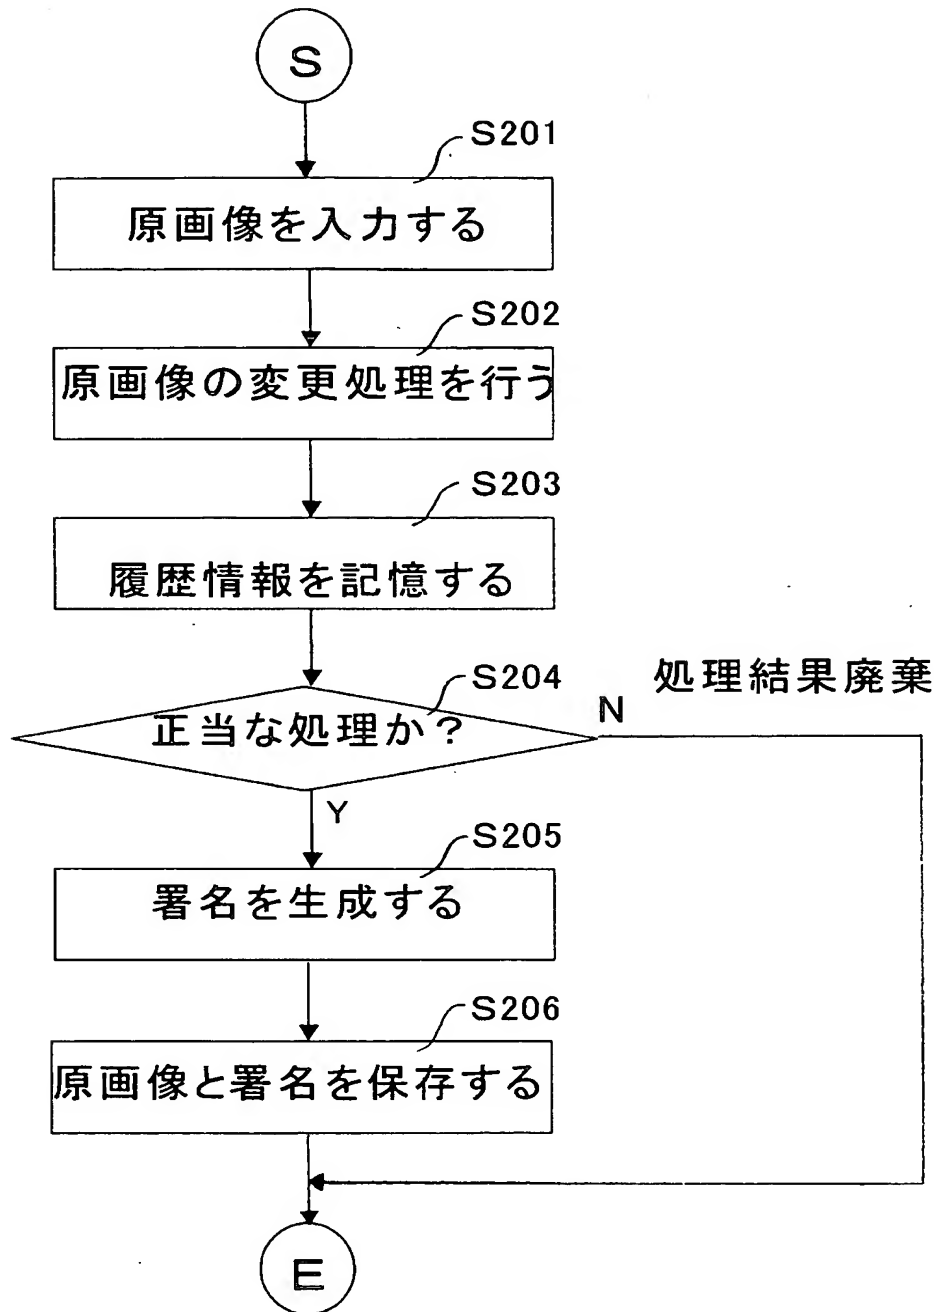 S
S201
原画像を入力する
S202
原画像の変更処理を行う
S203
履歴情報を記憶する
S204
処理結果廃棄
正当な処理か？
N
Y
S205
署名を生成する
S206
原画像と署名を保存する
E